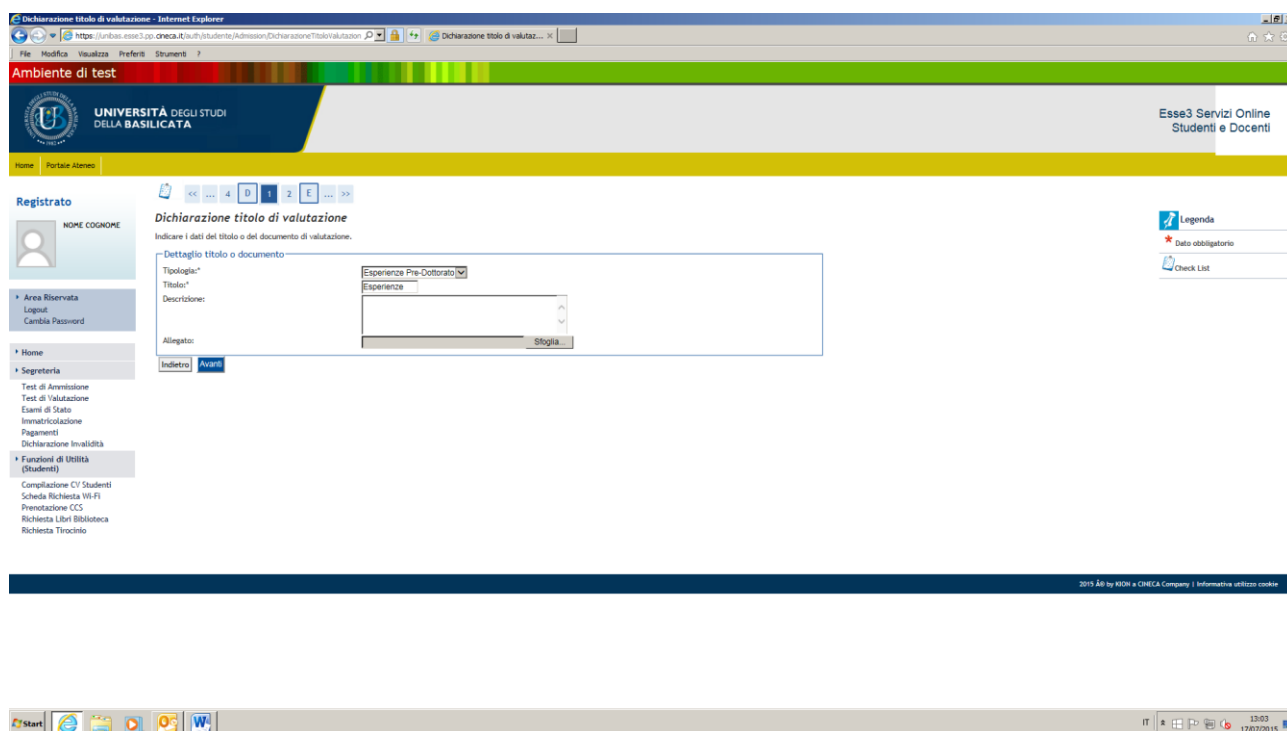 Dichiarazione titolo di valutazione - Internet Explorer
https://unibas.esse3.pp.cineca.it/auth/studente/Admission/DichiarazioneTitoloValutazion
Dichiarazione titolo di valutaz...
File Modifica Visualizza Preferiti Strumenti ?
Ambiente di test
UNIVERSITÀ DEGLI STUDI
DELLA BASILICATA
Esse3 Servizi Online
Studenti e Docenti
Home Portale Ateneo
Registrato
NOME COGNOME
Area Riservata
Logout
Cambia Password
Home
Segreteria
Test di Ammissione
Test di Valutazione
Esami di Stato
Immatricolazione
Pagamenti
Dichiarazione Invalidità
Funzioni di Utilità
(Studenti)
Compilazione CV Studenti
Scheda Richiesta Wi-Fi
Prenotazione CCS
Richiesta Libri Biblioteca
Richiesta Tirocinio
<< ... 4 D 1 2 E ... >>
Dichiarazione titolo di valutazione
Indicare i dati del titolo o del documento di valutazione.
Dettaglio titolo o documento
Tipologia:* Esperienze Pre-Dottorato
Titolo:* Esperienze
Descrizione:
Allegato: Sfoglia...
Indietro Avanti
Legenda
* Dato obbligatorio
Check List
2015 Â® by KION a CINECA Company | Informativa utilizzo cookie
Start
IT 13:03
17/07/2015